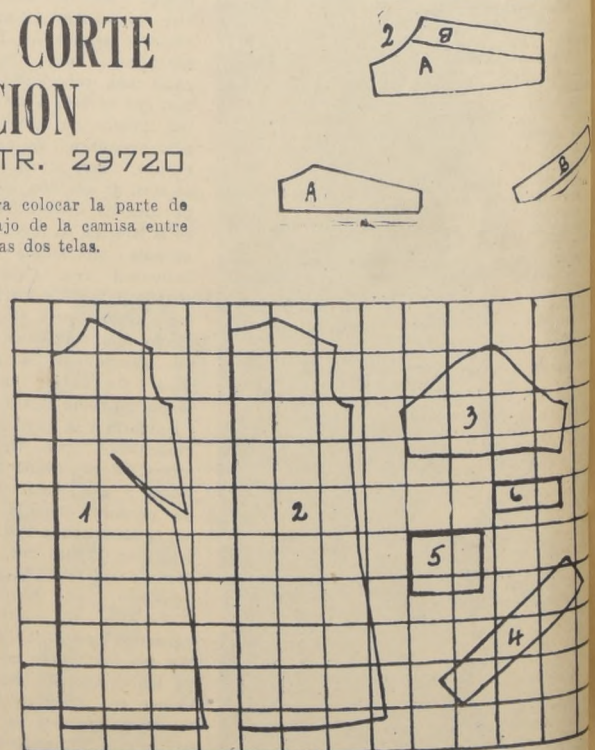 CORTE
CION
TR. 29720
ra colocar la parte de
ajo de la camisa entre
as dos telas.
2
B
A
A
B
1
2
3
6
5
4